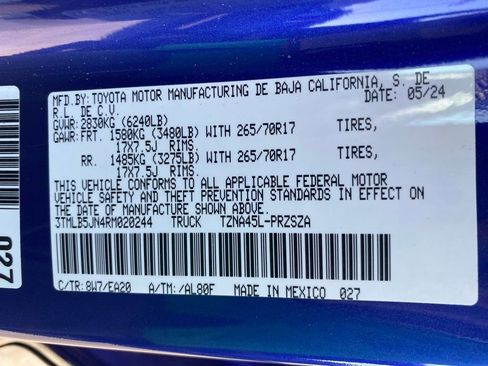 MFD.BY:TOYOTA MOTOR MANUFACTURING DE BAJA CALIFORNIA, S. DE
R.L. DE C.V. DATE: 05/24
GVWR: 2830KG (6240LB)
GAWR:FRT. 1580KG (3480LB) WITH 265/70R17 TIRES,
17X7.5J RIMS.
RR. 1485KG (3275LB) WITH 265/70R17 TIRES,
17X7.5J RIMS.
THIS VEHICLE CONFORMS TO ALL APPLICABLE FEDERAL MOTOR
VEHICLE SAFETY AND THEFT PREVENTION STANDARDS IN EFFECT ON
THE DATE OF MANUFACTURE SHOWN ABOVE.
3TMLB5JN4RM020244 TRUCK TZNA45L-PRZSZA
C/TR:8W7/EA20 A/TM:/AL80F MADE IN MEXICO 027
027